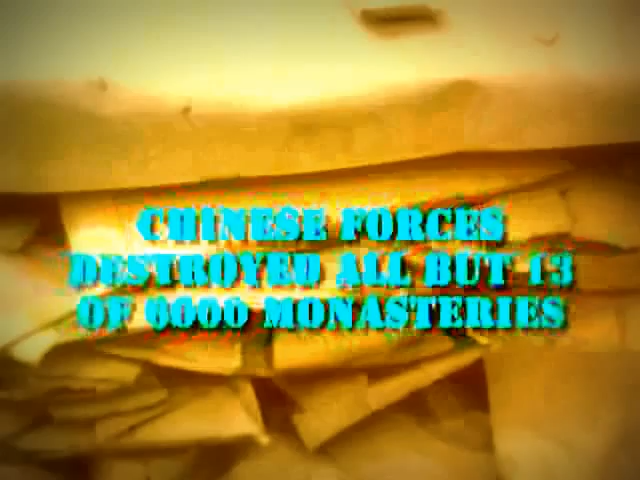 CHINESE FORCES
DESTROYED ALL BUT 13
OF 6000 MONASTERIES